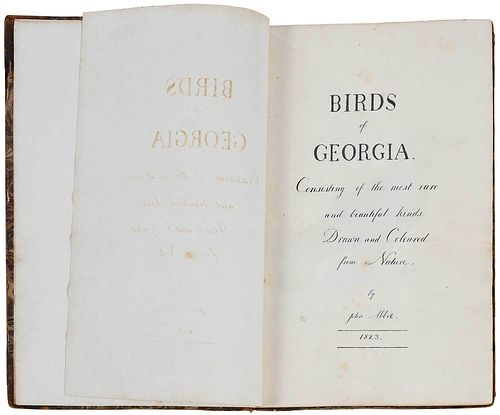 BIRDS
of
GEORGIA.
Consisting of the most rare
and beautiful kinds.
Drawn and Coloured
from Nature.
by
John Abbot.
1823.